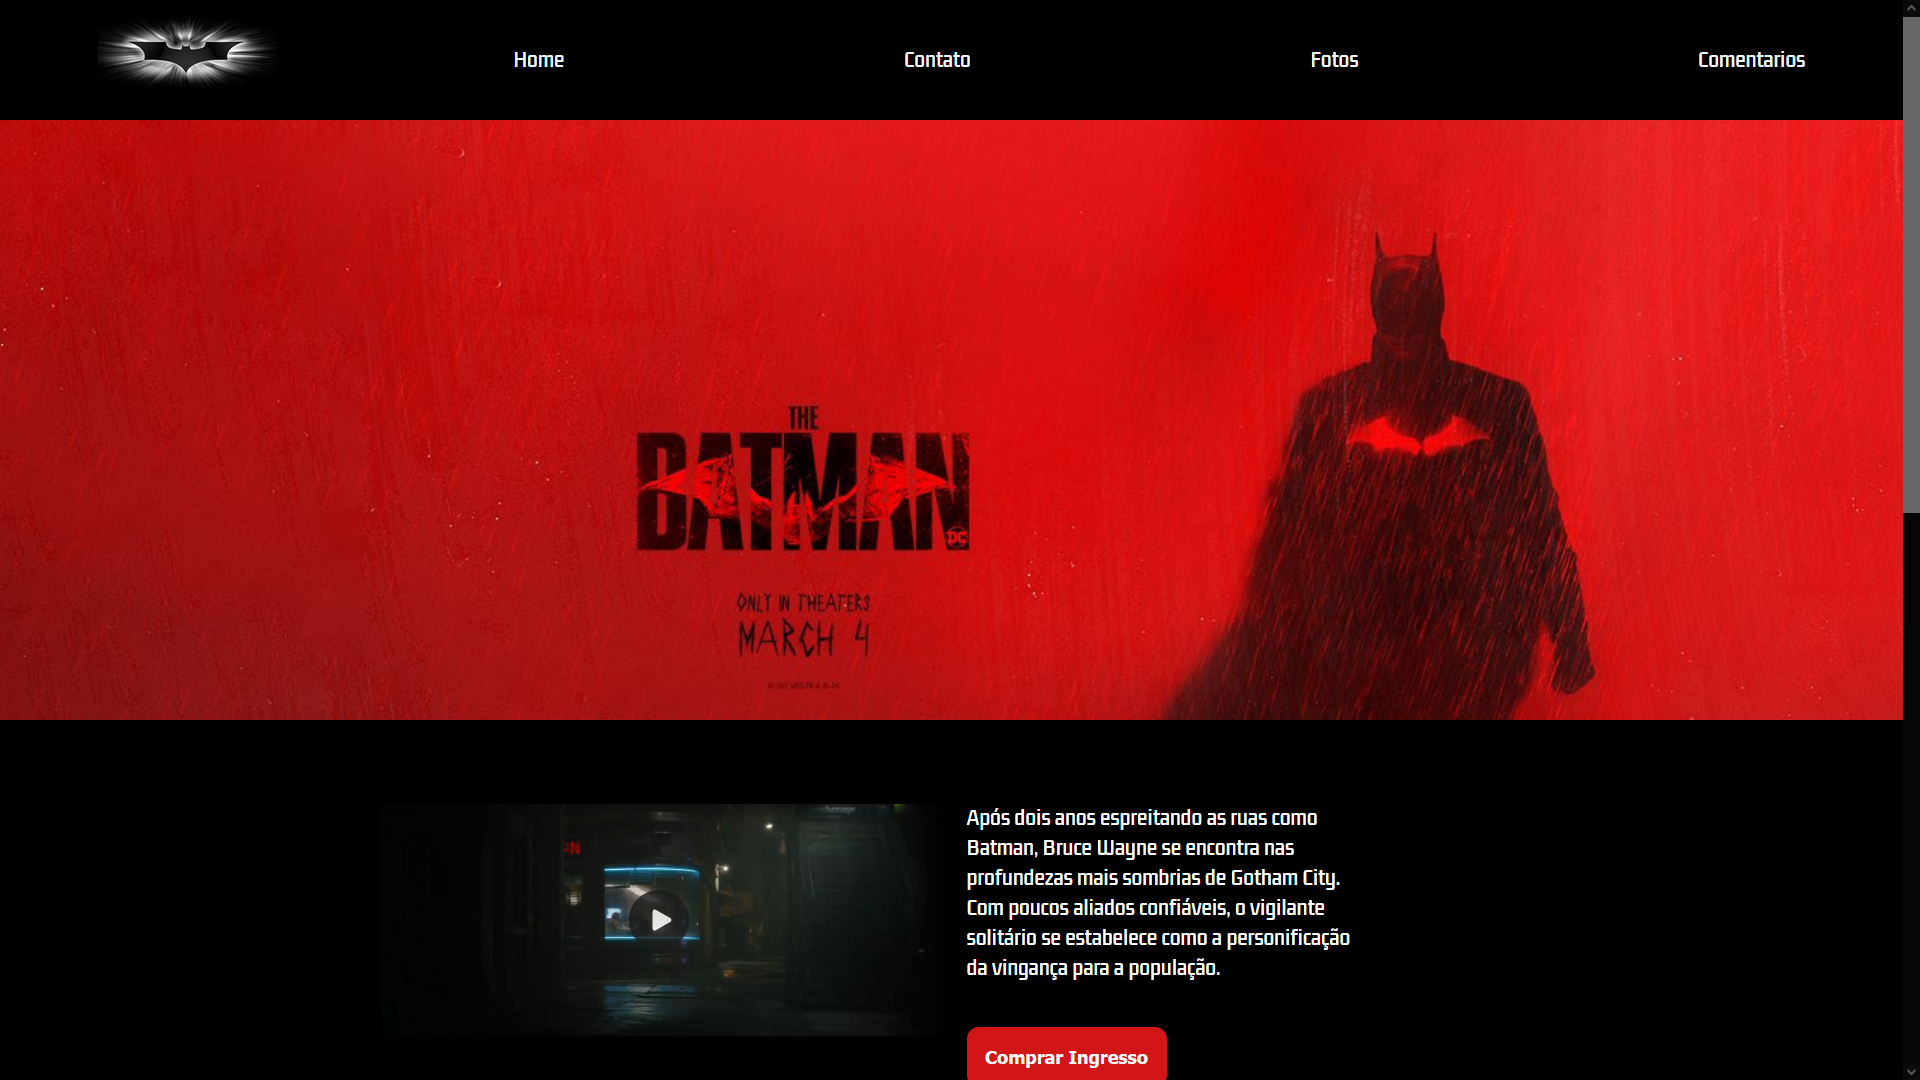 Home
Contato
Fotos
Comentarios
THE
BATMAN
DC
ONLY IN THEATERS
MARCH 4
Após dois anos espreitando as ruas como
Batman, Bruce Wayne se encontra nas
profundezas mais sombrias de Gotham City.
Com poucos aliados confiáveis, o vigilante
solitário se estabelece como a personificação
da vingança para a população.
Comprar Ingresso